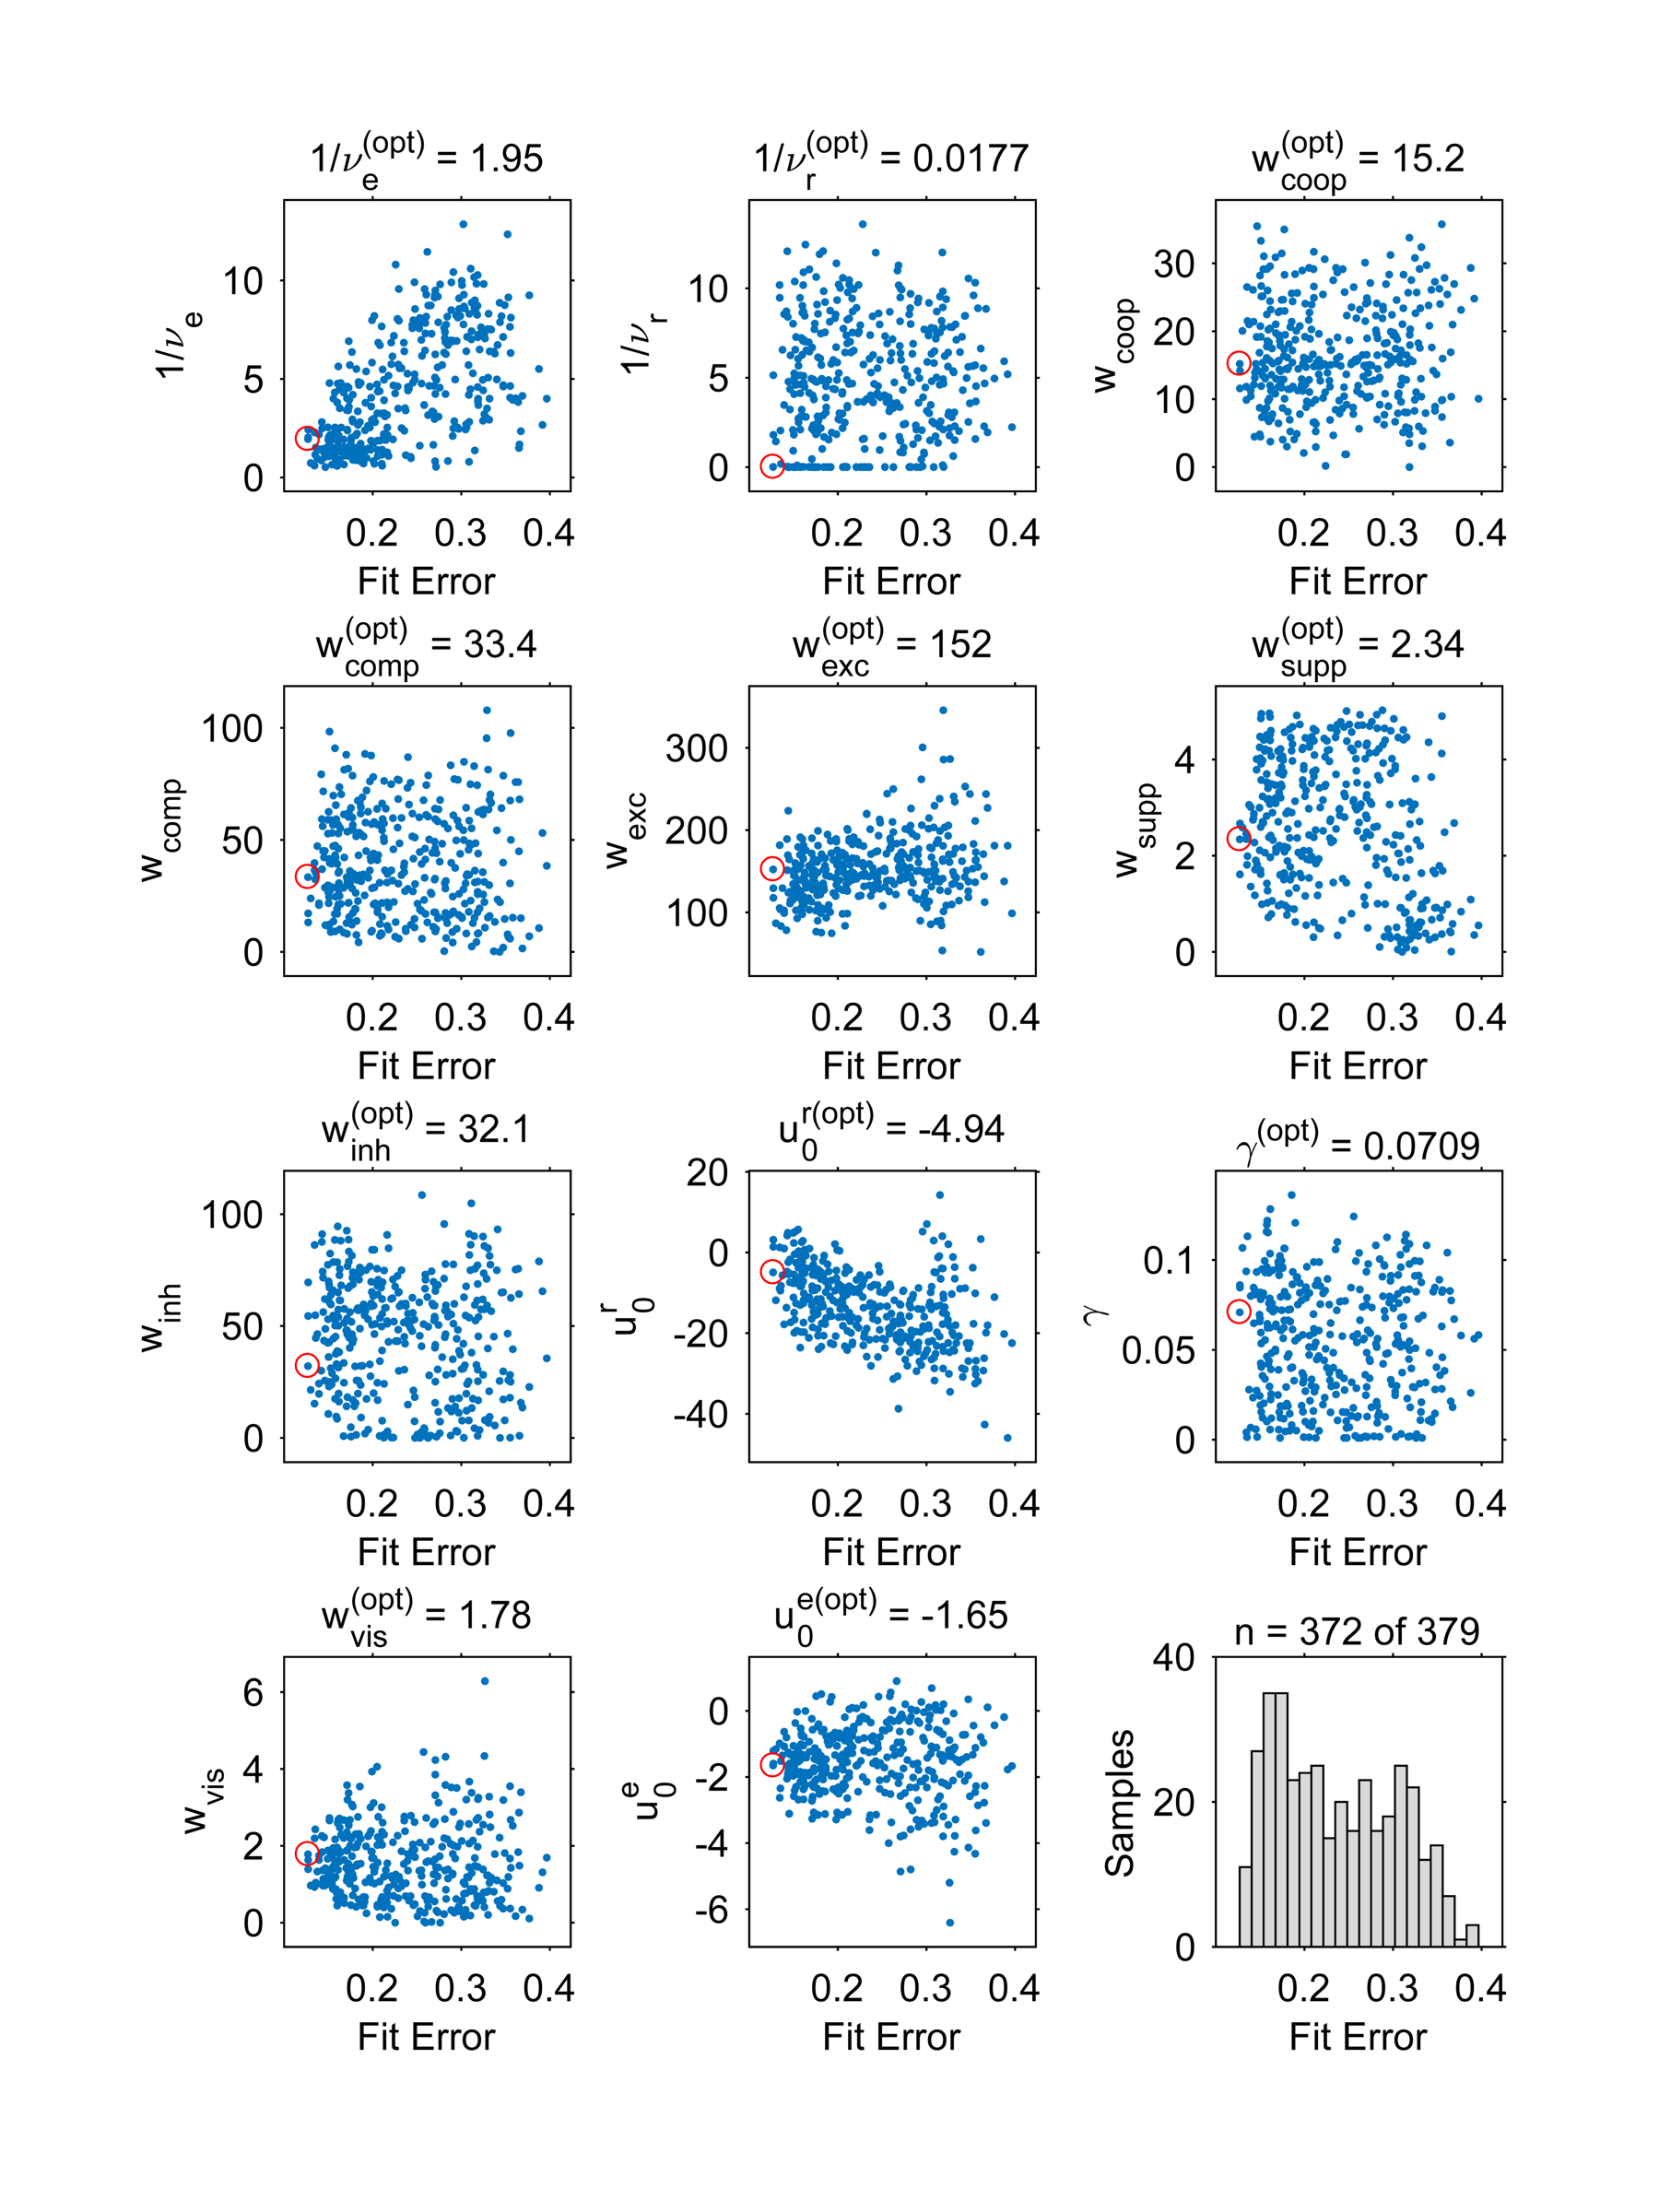 1/ν_e^(opt) = 1.95
1/ν_e
10
5
0
0.2 0.3 0.4
Fit Error
1/ν_r^(opt) = 0.0177
1/ν_r
10
5
0
0.2 0.3 0.4
Fit Error
w_coop^(opt) = 15.2
w_coop
30
20
10
0
0.2 0.3 0.4
Fit Error
w_comp^(opt) = 33.4
w_comp
100
50
0
0.2 0.3 0.4
Fit Error
w_exc^(opt) = 152
w_exc
300
200
100
0.2 0.3 0.4
Fit Error
w_supp^(opt) = 2.34
w_supp
4
2
0
0.2 0.3 0.4
Fit Error
w_inh^(opt) = 32.1
w_inh
100
50
0
0.2 0.3 0.4
Fit Error
u_0^r(opt) = -4.94
u_0^r
20
0
-20
-40
0.2 0.3 0.4
Fit Error
γ^(opt) = 0.0709
γ
0.1
0.05
0
0.2 0.3 0.4
Fit Error
w_vis^(opt) = 1.78
w_vis
6
4
2
0
0.2 0.3 0.4
Fit Error
u_0^e(opt) = -1.65
u_0^e
0
-2
-4
-6
0.2 0.3 0.4
Fit Error
n = 372 of 379
Samples
40
20
0
0.2 0.3 0.4
Fit Error